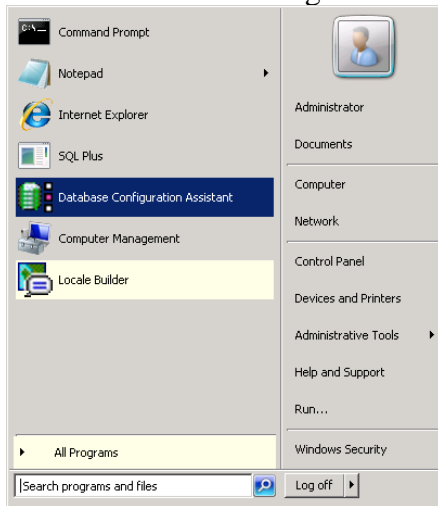 Command Prompt
Notepad
Internet Explorer
SQL Plus
Database Configuration Assistant
Computer Management
Locale Builder
All Programs
Search programs and files
Administrator
Documents
Computer
Network
Control Panel
Devices and Printers
Administrative Tools
Help and Support
Run...
Windows Security
Log off